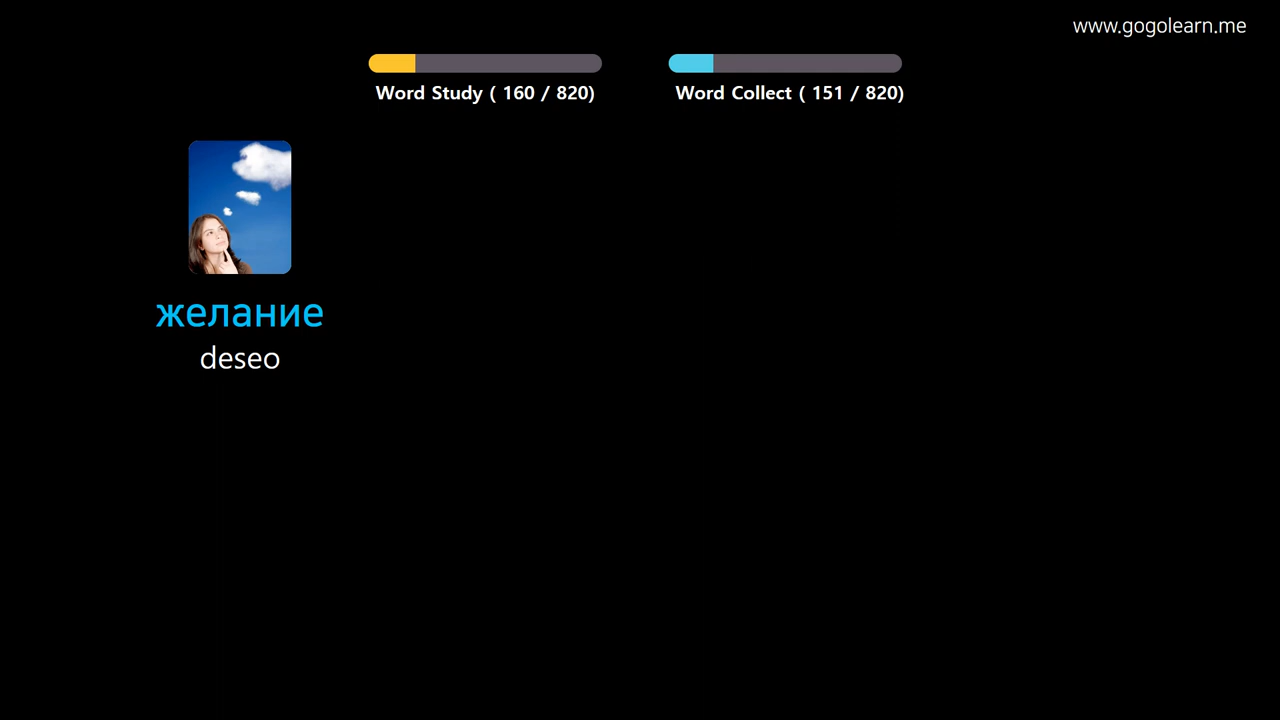 www.gogolearn.me
Word Study ( 160 / 820)
Word Collect ( 151 / 820)
желание
deseo